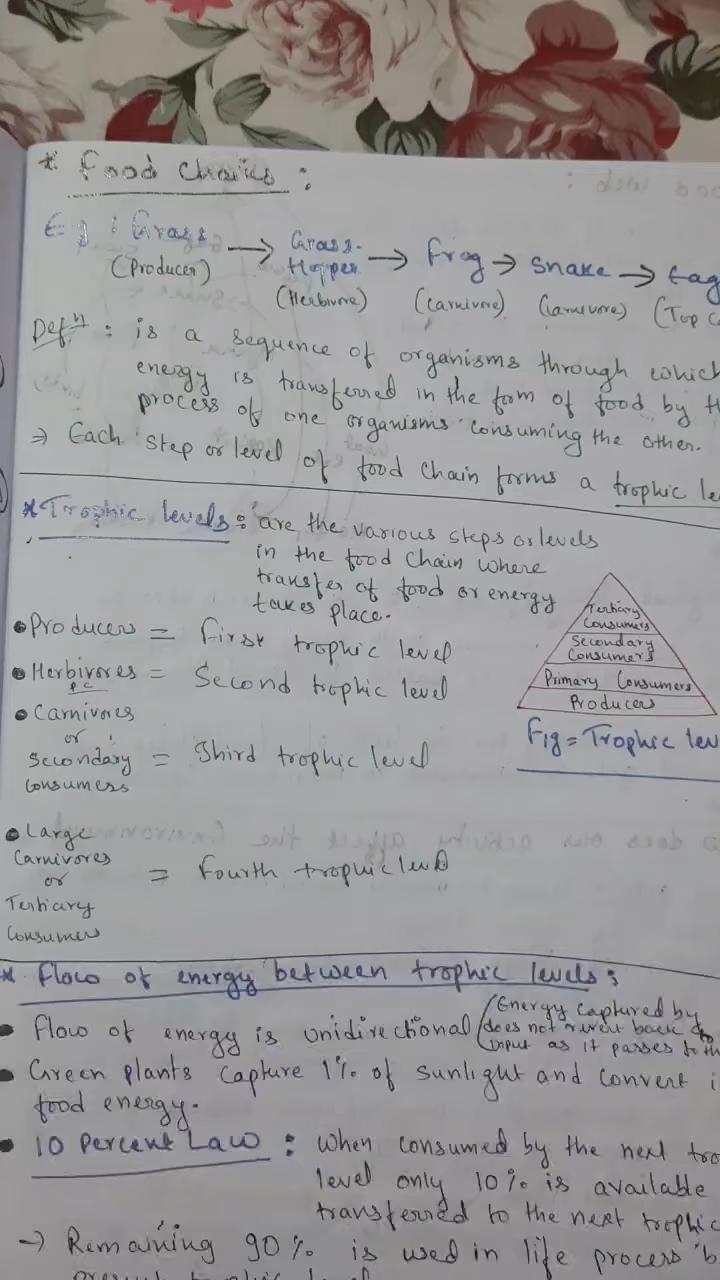 * Food Chains :
E.g : Grass → Grass-Hopper → Frog → Snake →
(Producer) (Herbivore) (Carnivore) (Carnivore) (Top
Defⁿ : is a sequence of organisms through which
energy is transferred in the form of food by
process of one organisms consuming the other.
⇒ Each step or level of food chain forms a trophic
* Trophic levels : are the various steps or levels
in the food chain where
transfer of food or energy
takes place.
• Producers = First trophic level
• Herbivores = Second trophic level
P.C
• Carnivores
or
Secondary = Third trophic level
Consumers
Tertiary
Consumers
Secondary
Consumers
Primary Consumers
Producers
Fig = Trophic
• Large
Carnivores
or = Fourth trophic level
Tertiary
Consumers
* Flow of energy between trophic levels :
• Flow of energy is unidirectional (Energy captured by
does not revert back to
input as it passes to
• Green plants capture 1% of sunlight and convert
food energy.
• 10 Percent Law : when consumed by the next
level only 10% is available
transferred to the next trophic
→ Remaining 90% is used in life process